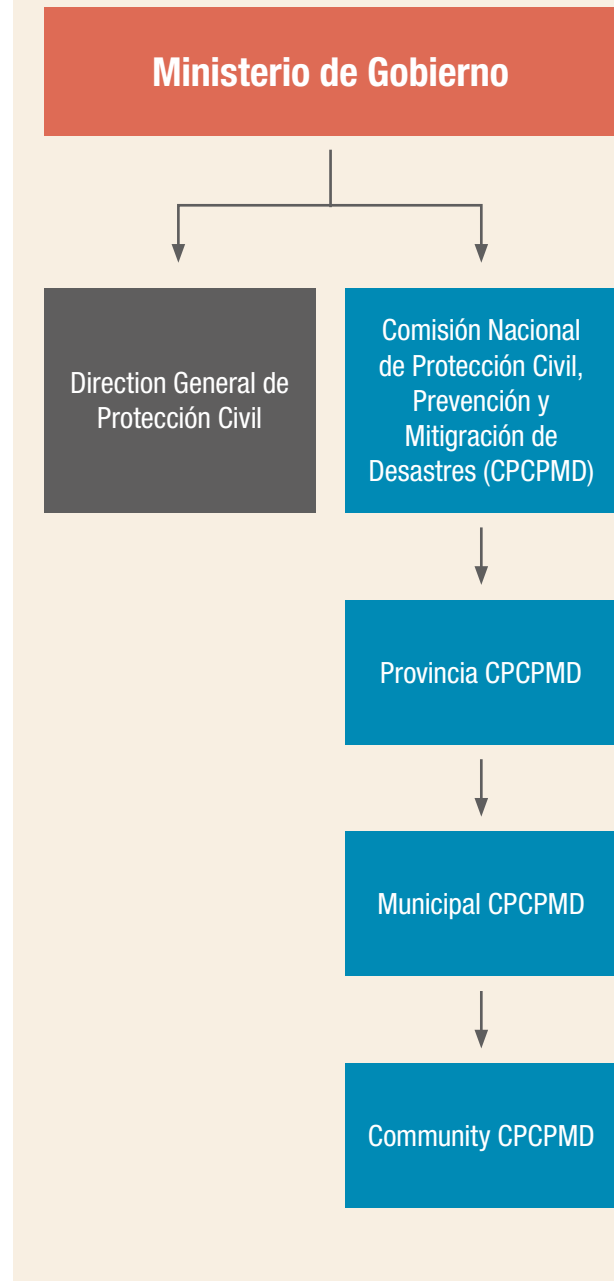 Ministerio de Gobierno
Direction General de
Protección Civil
Comisión Nacional
de Protección Civil,
Prevención y
Mitigración de
Desastres (CPCPMD)
Provincia CPCPMD
Municipal CPCPMD
Community CPCPMD